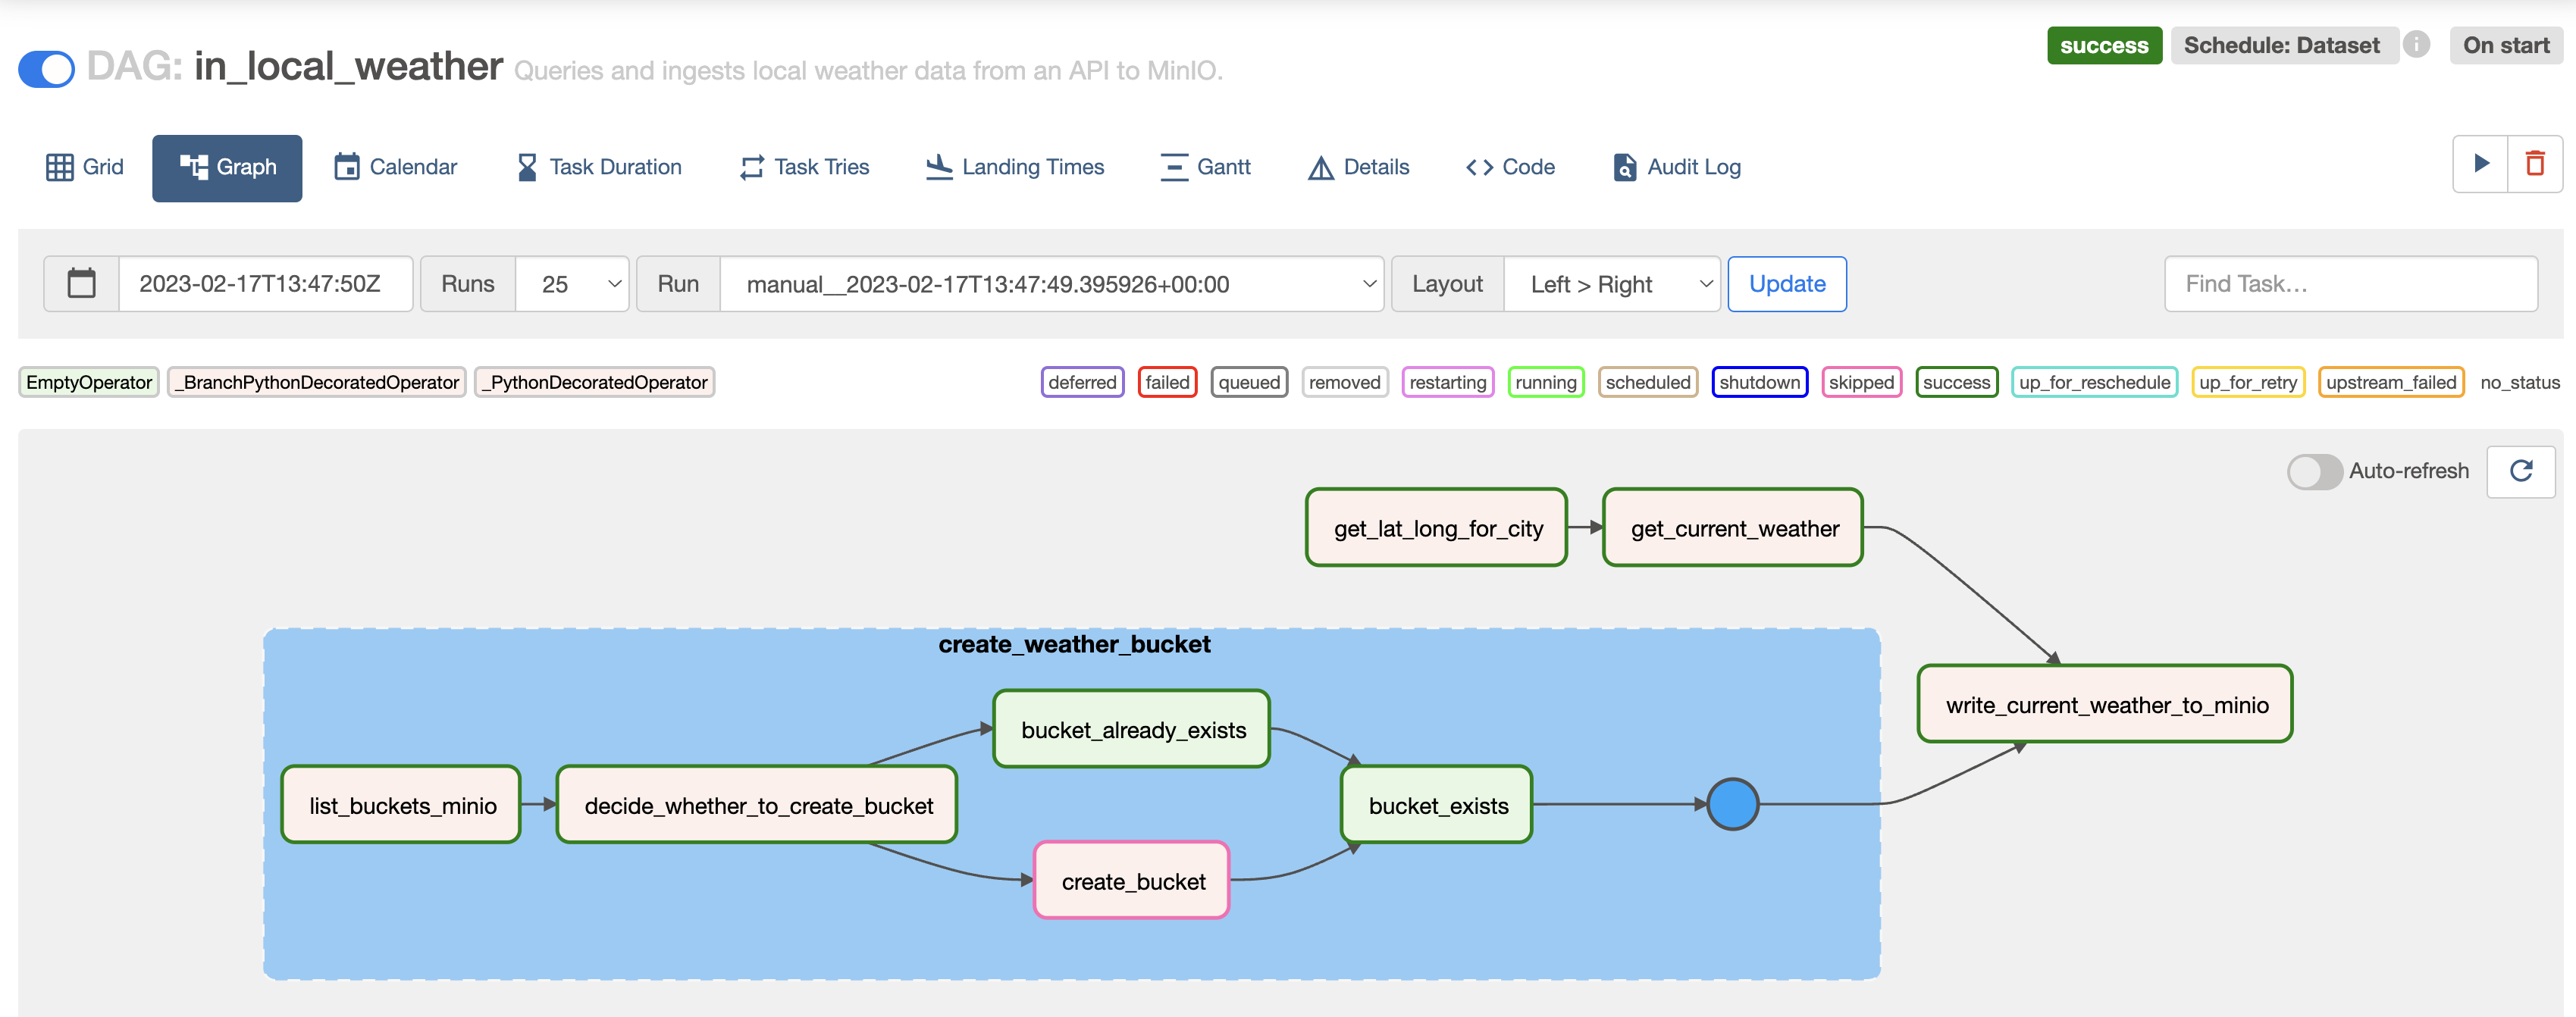 DAG: in_local_weather Queries and ingests local weather data from an API to MinIO.
success Schedule: Dataset i On start
Grid Graph Calendar Task Duration Task Tries Landing Times Gantt Details Code Audit Log
2023-02-17T13:47:50Z Runs 25 Run manual__2023-02-17T13:47:49.395926+00:00 Layout Left > Right Update Find Task...
EmptyOperator _BranchPythonDecoratedOperator _PythonDecoratedOperator deferred failed queued removed restarting running scheduled shutdown skipped success up_for_reschedule up_for_retry upstream_failed no_status
Auto-refresh
get_lat_long_for_city get_current_weather
create_weather_bucket
write_current_weather_to_minio
bucket_already_exists
list_buckets_minio decide_whether_to_create_bucket bucket_exists
create_bucket